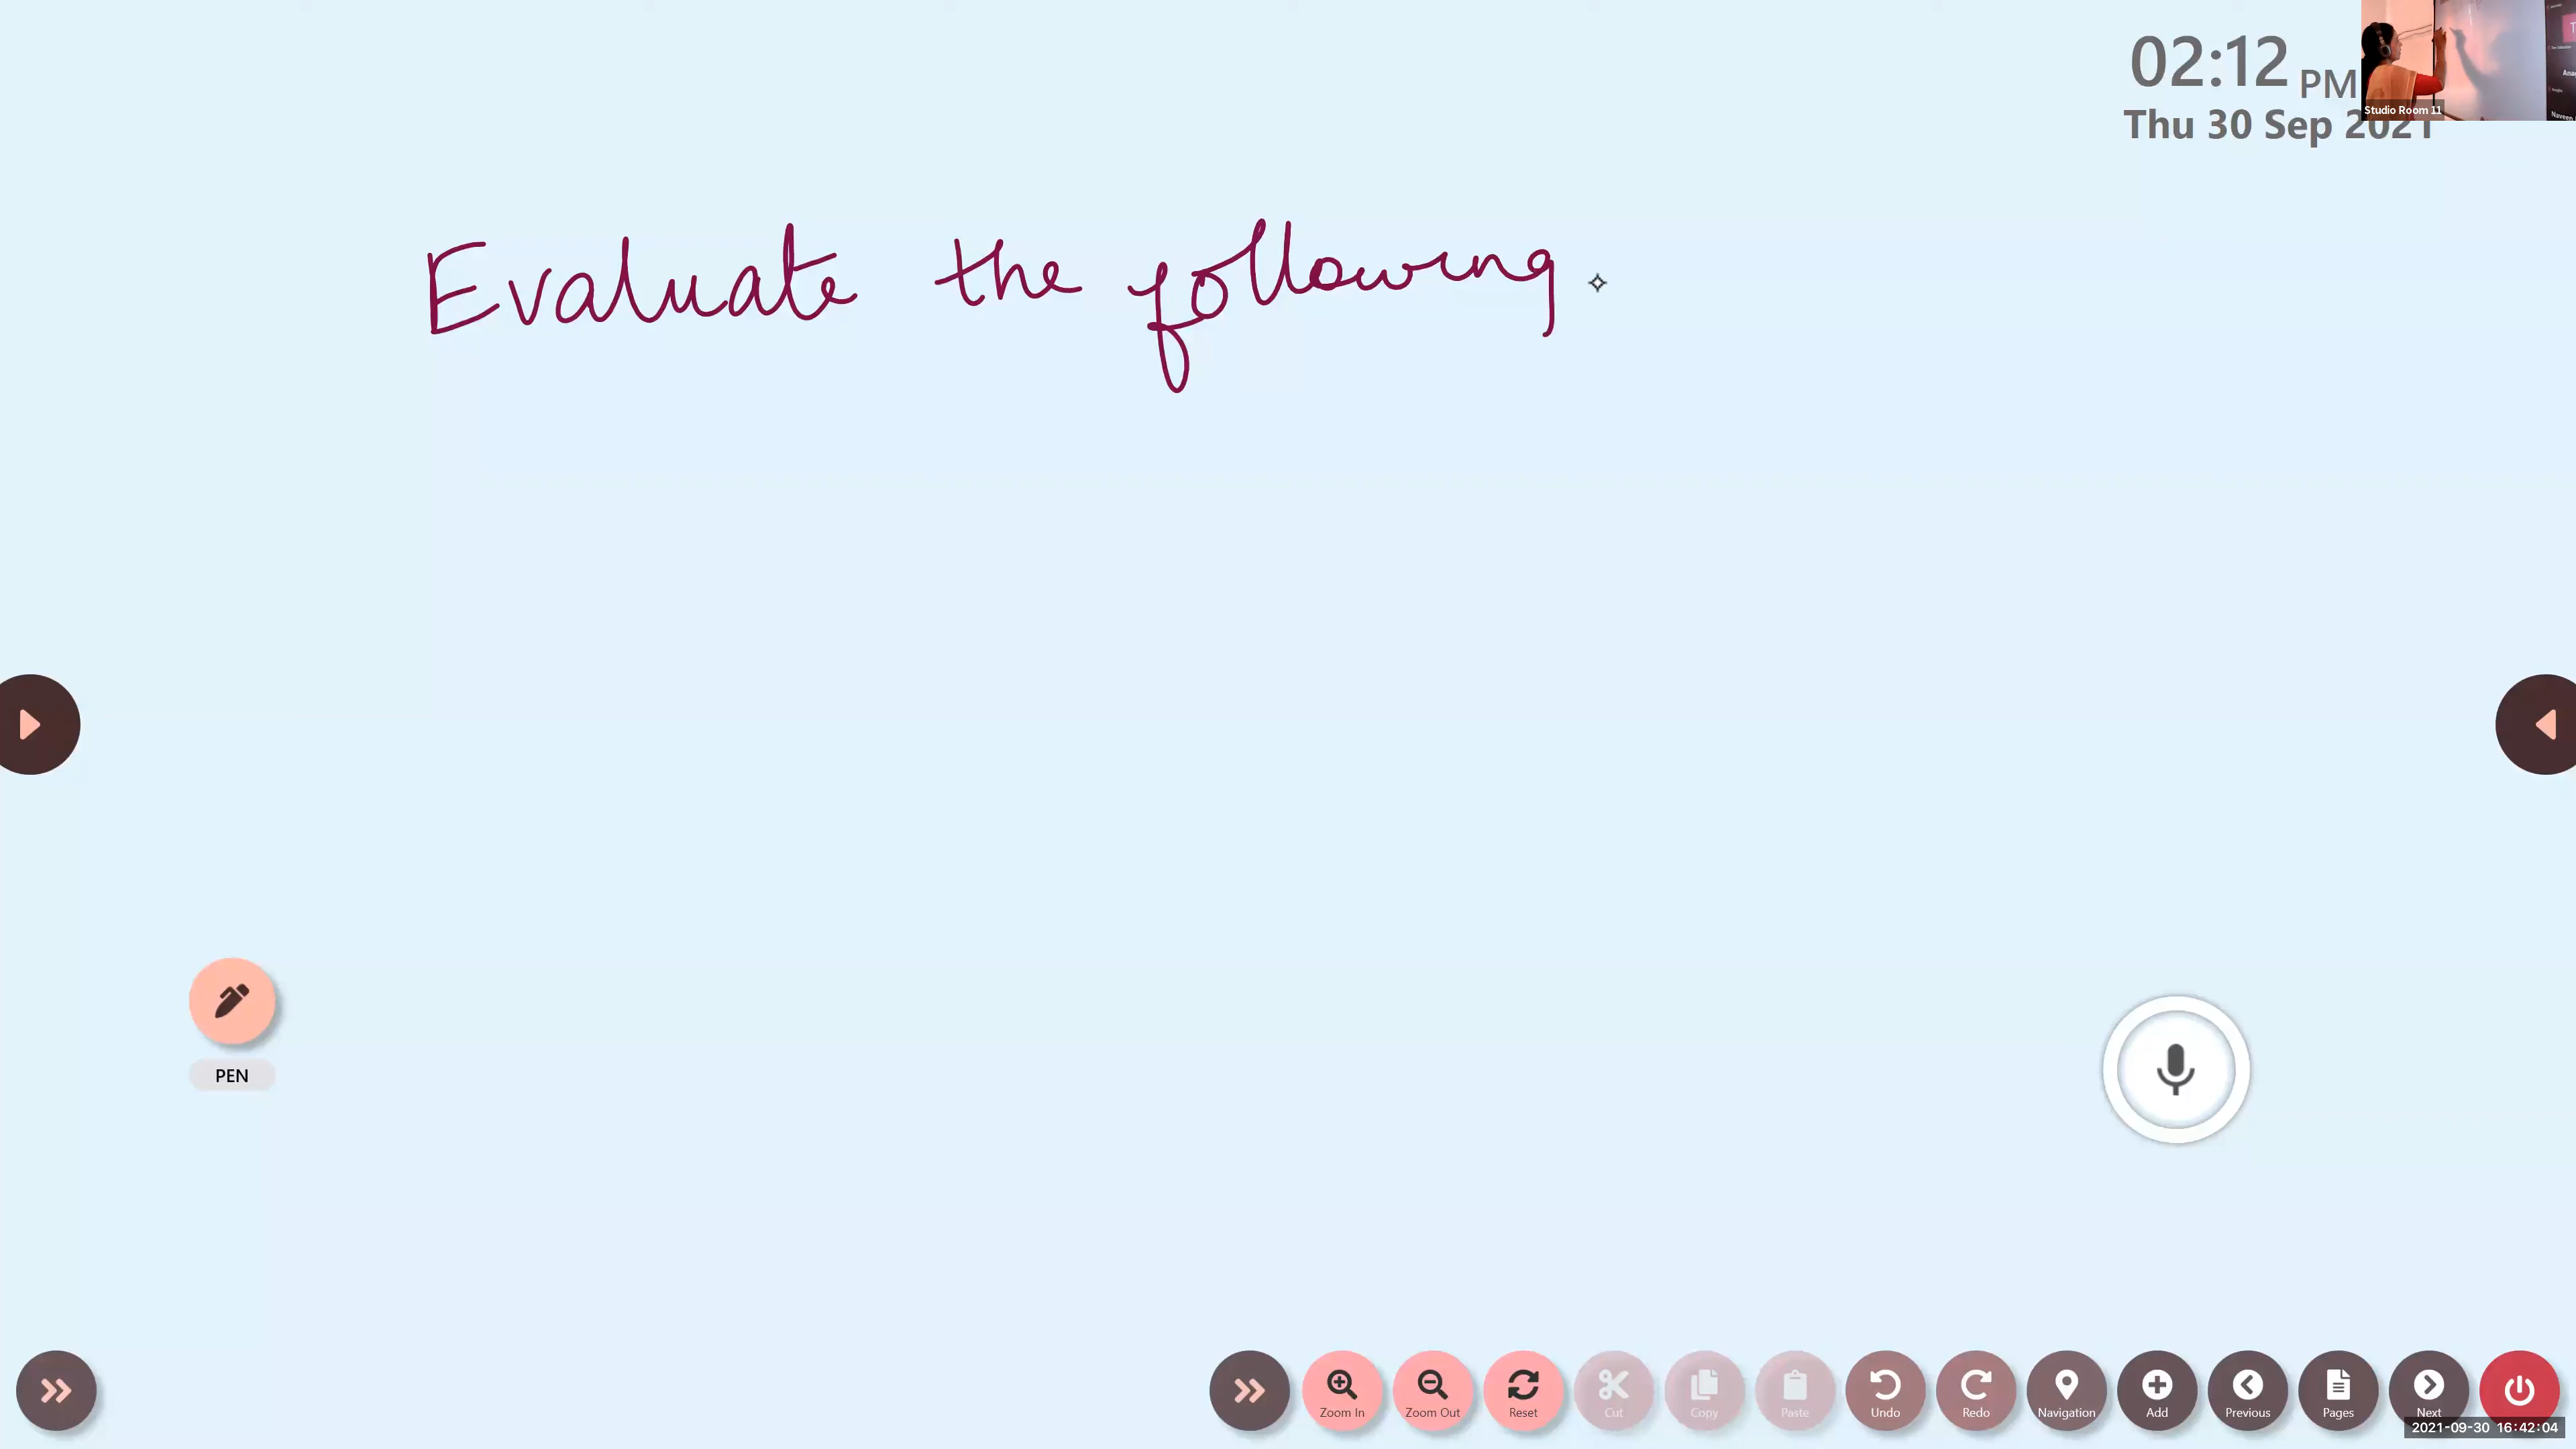 02:12 PM
Thu 30 Sep 2021
Studio Room 11
Evaluate the following
PEN
Zoom In
Zoom Out
Reset
Cut
Copy
Paste
Undo
Redo
Navigation
Add
Previous
Pages
Next
2021-09-30 16:42:04